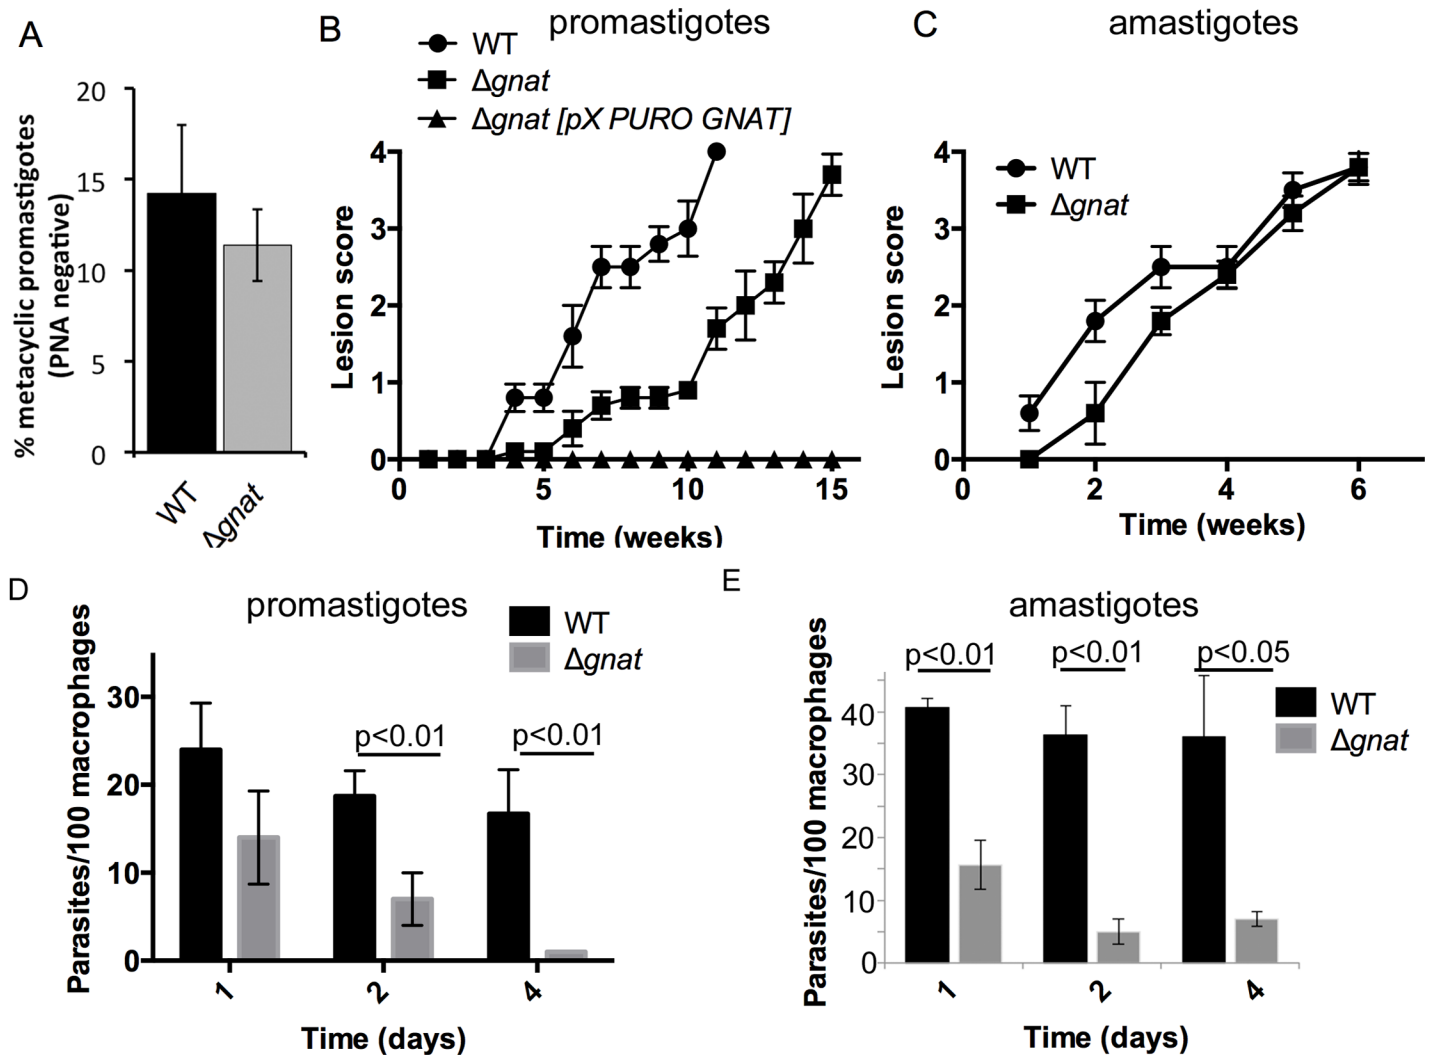 A
% metacyclic promastigotes
(PNA negative)
20
15
10
5
0
WT
Δgnat
B
promastigotes
WT
Δgnat
Δgnat [pX PURO GNAT]
Lesion score
4
3
2
1
0
0 5 10 15
Time (weeks)
C
amastigotes
WT
Δgnat
Lesion score
4
3
2
1
0
0 2 4 6
Time (weeks)
D
promastigotes
WT
Δgnat
Parasites/100 macrophages
30
20
10
0
p<0.01
p<0.01
1 2 4
Time (days)
E
amastigotes
p<0.01
p<0.01
p<0.05
WT
Δgnat
Parasites/100 macrophages
40
30
20
10
0
1 2 4
Time (days)